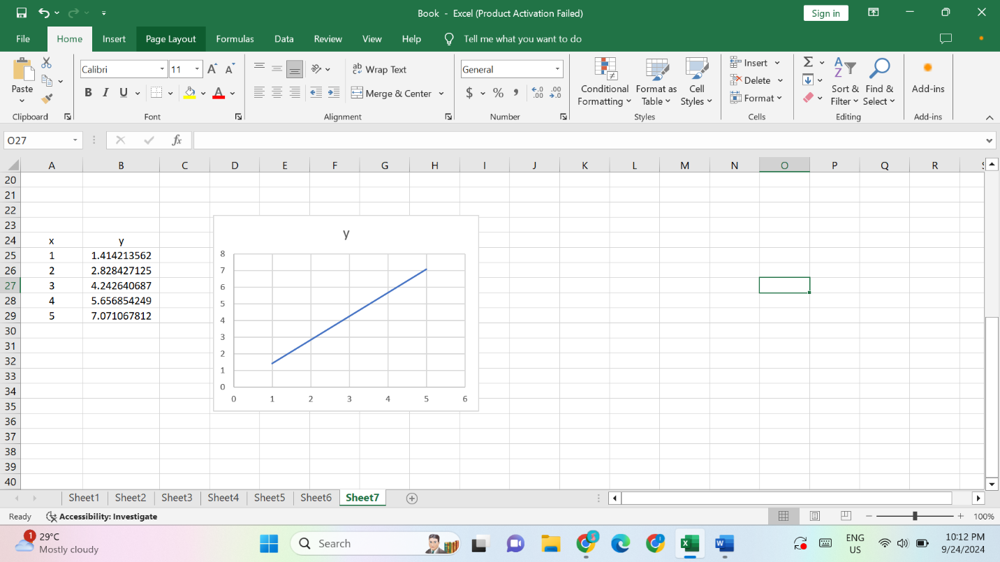 Book - Excel (Product Activation Failed)
Sign in
File Home Insert Page Layout Formulas Data Review View Help Tell me what you want to do
Paste
Calibri 11
A A
B I U A
ab Wrap Text
Merge & Center
General
$ % , .0 .00 .00 .0
Conditional Formatting
Format as Table
Cell Styles
Insert
Delete
Format
Sort & Filter
Find & Select
Add-ins
Clipboard Font Alignment Number Styles Cells Editing Add-ins
O27 fx
A B C D E F G H I J K L M N O P Q R
20
21
22
23
24 x y
25 1 1.414213562
26 2 2.828427125
27 3 4.242640687
28 4 5.656854249
29 5 7.071067812
30
31
32
33
34
35
36
37
38
39
40
y
8
7
6
5
4
3
2
1
0
0 1 2 3 4 5 6
Sheet1 Sheet2 Sheet3 Sheet4 Sheet5 Sheet6 Sheet7
Ready Accessibility: Investigate 100%
1 29°C
Mostly cloudy
Search
ENG
US
10:12 PM
9/24/2024